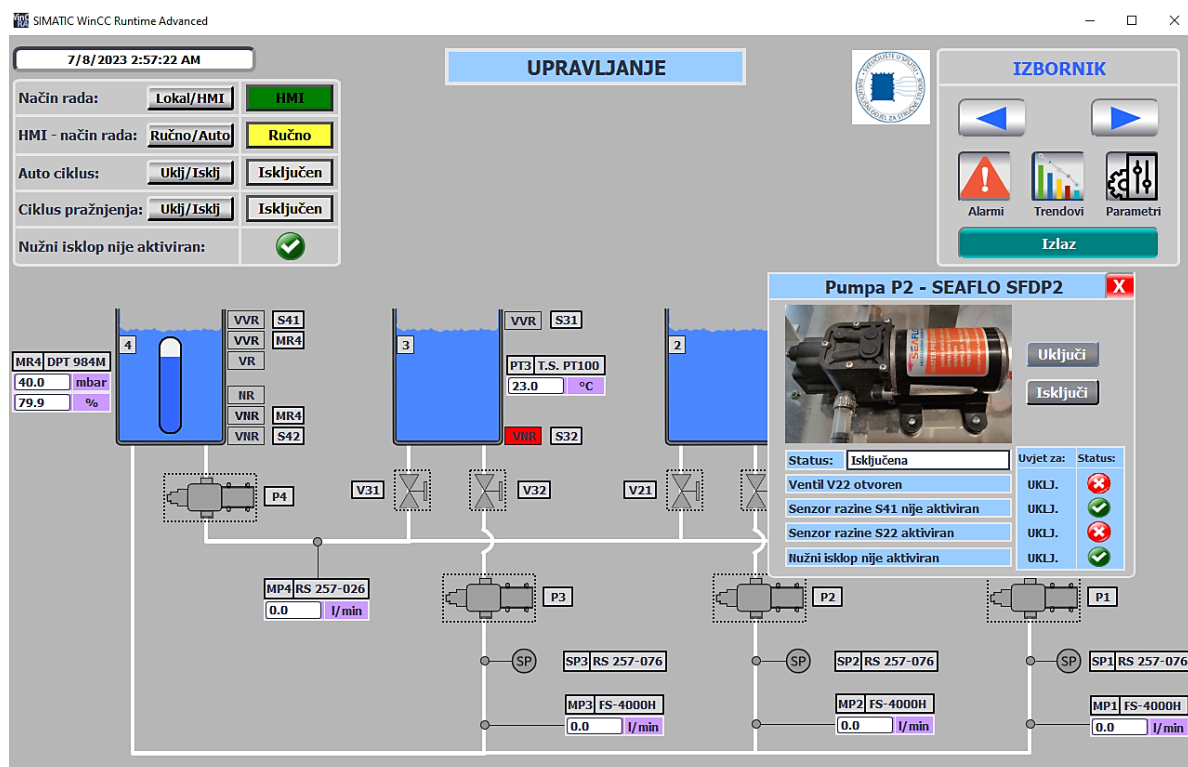 SIMATIC WinCC Runtime Advanced
7/8/2023 2:57:22 AM
UPRAVLJANJE
IZBORNIK
Način rada: Lokal/HMI HMI
HMI - način rada: Ručno/Auto Ručno
Auto ciklus: Uklj/Isklj Isključen
Ciklus pražnjenja: Uklj/Isklj Isključen
Nužni isklop nije aktiviran:
Alarmi Trendovi Parametri
Izlaz
Pumpa P2 - SEAFLO SFDP2 X
Uključi
Isključi
Status: Isključena
Uvjet za: Status:
Ventil V22 otvoren UKLJ.
Senzor razine S41 nije aktiviran UKLJ.
Senzor razine S22 aktiviran UKLJ.
Nužni isklop nije aktiviran UKLJ.
SEAFLO
4
VVR S41
VVR MR4
VR
NR
VNR MR4
VNR S42
MR4 DPT 984M
40.0 mbar
79.9 %
3
VVR S31
PT3 T.S. PT100
23.0 °C
VNR S32
2
P4
V31
V32
V21
MP4 RS 257-026
0.0 l/min
P3
P2
P1
SP SP3 RS 257-076
SP SP2 RS 257-076
SP SP1 RS 257-076
MP3 FS-4000H
0.0 l/min
MP2 FS-4000H
0.0 l/min
MP1 FS-4000H
0.0 l/min